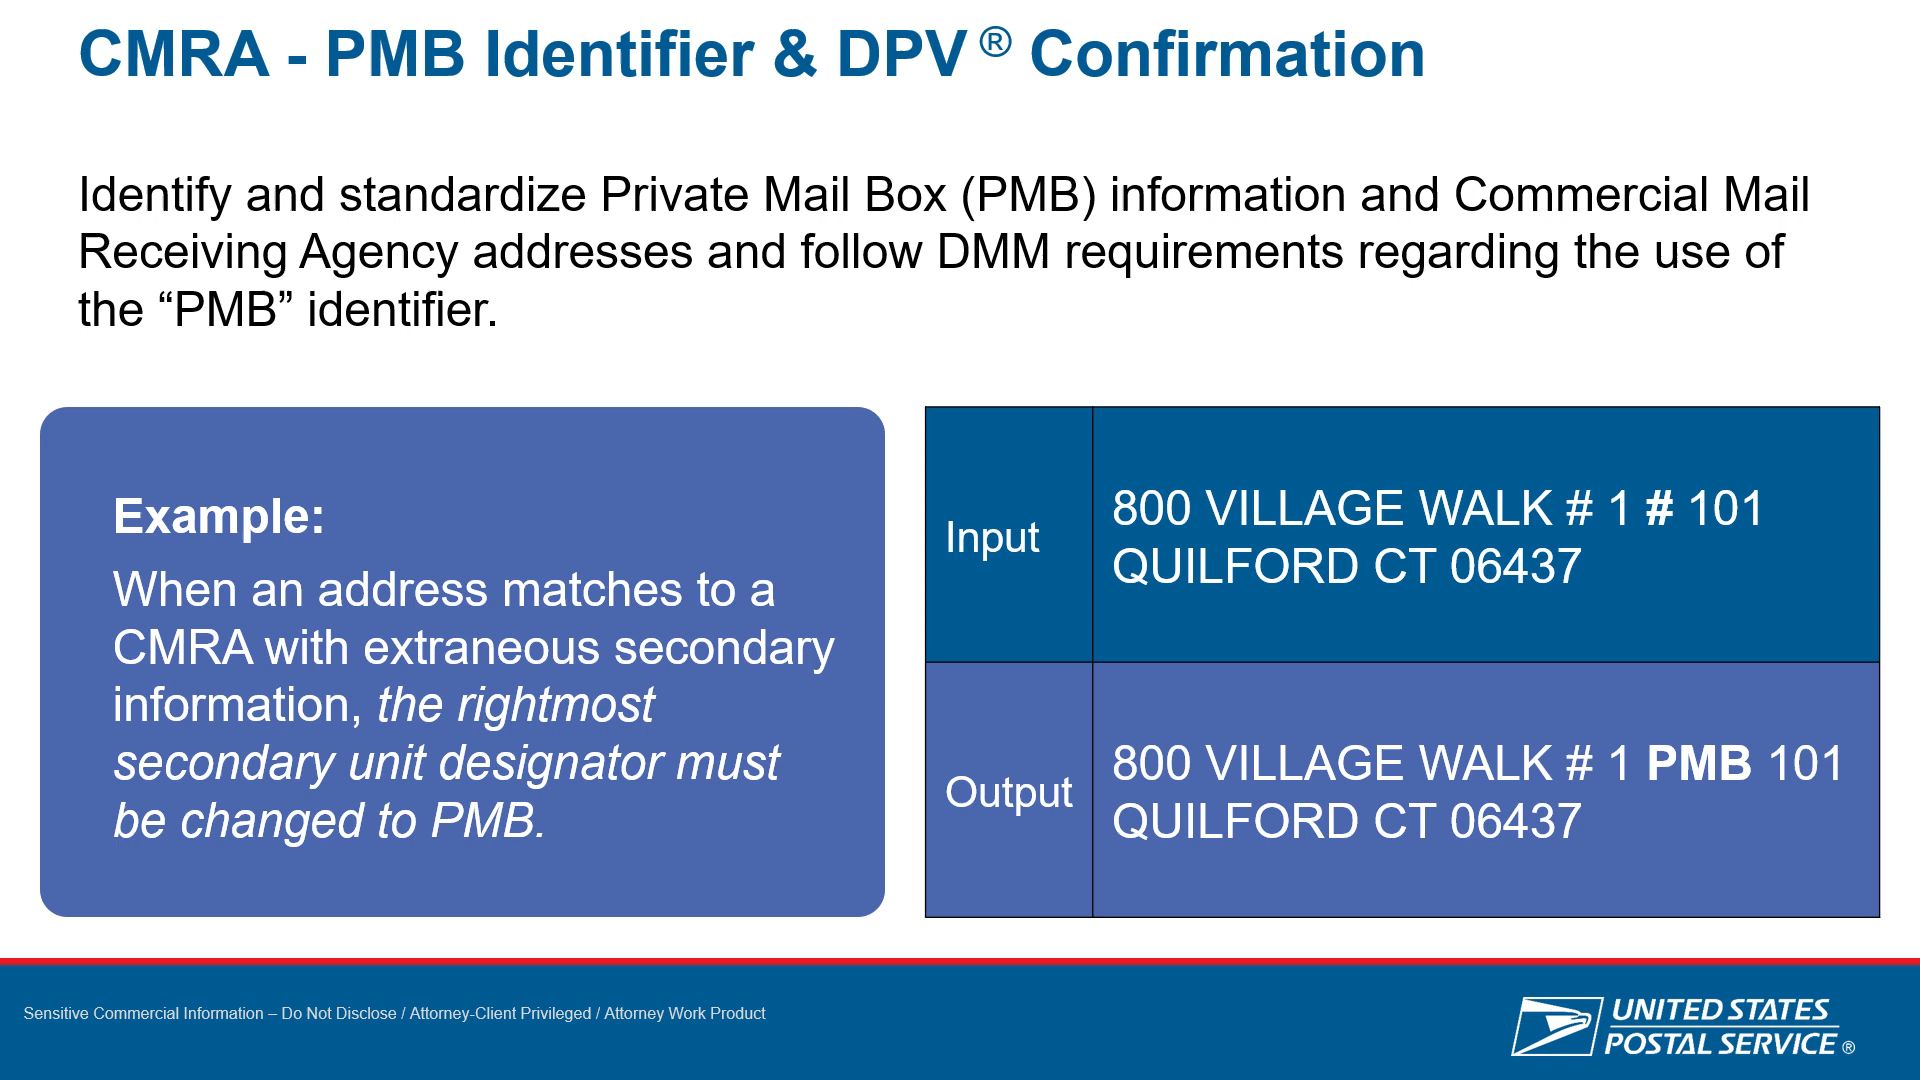 CMRA - PMB Identifier & DPV ® Confirmation
Identify and standardize Private Mail Box (PMB) information and Commercial Mail
Receiving Agency addresses and follow DMM requirements regarding the use of
the “PMB” identifier.
Example:
When an address matches to a
CMRA with extraneous secondary
information, the rightmost
secondary unit designator must
be changed to PMB.
Input
800 VILLAGE WALK # 1 # 101
QUILFORD CT 06437
Output
800 VILLAGE WALK # 1 PMB 101
QUILFORD CT 06437
Sensitive Commercial Information – Do Not Disclose / Attorney-Client Privileged / Attorney Work Product
UNITED STATES
POSTAL SERVICE ®